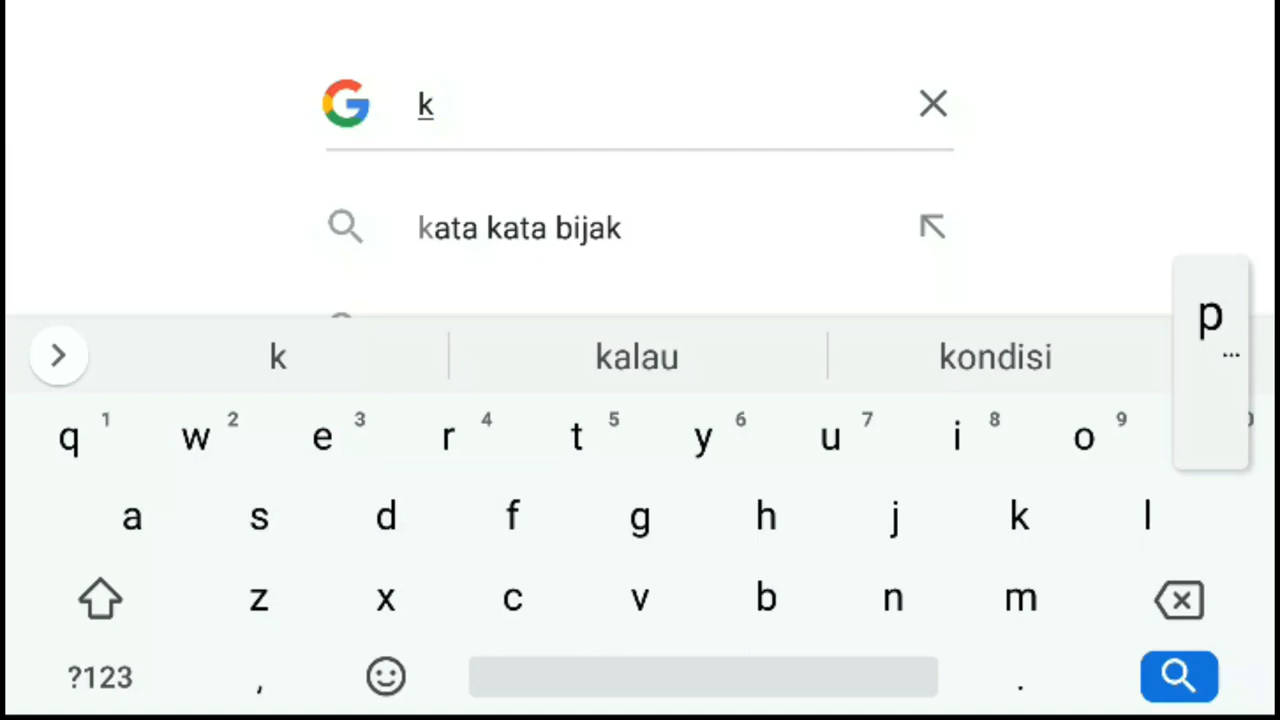 k
kata kata bijak
k kalau kondisi
p
...
q 1 w 2 e 3 r 4 t 5 y 6 u 7 i 8 o 9
a s d f g h j k l
z x c v b n m
?123 , .